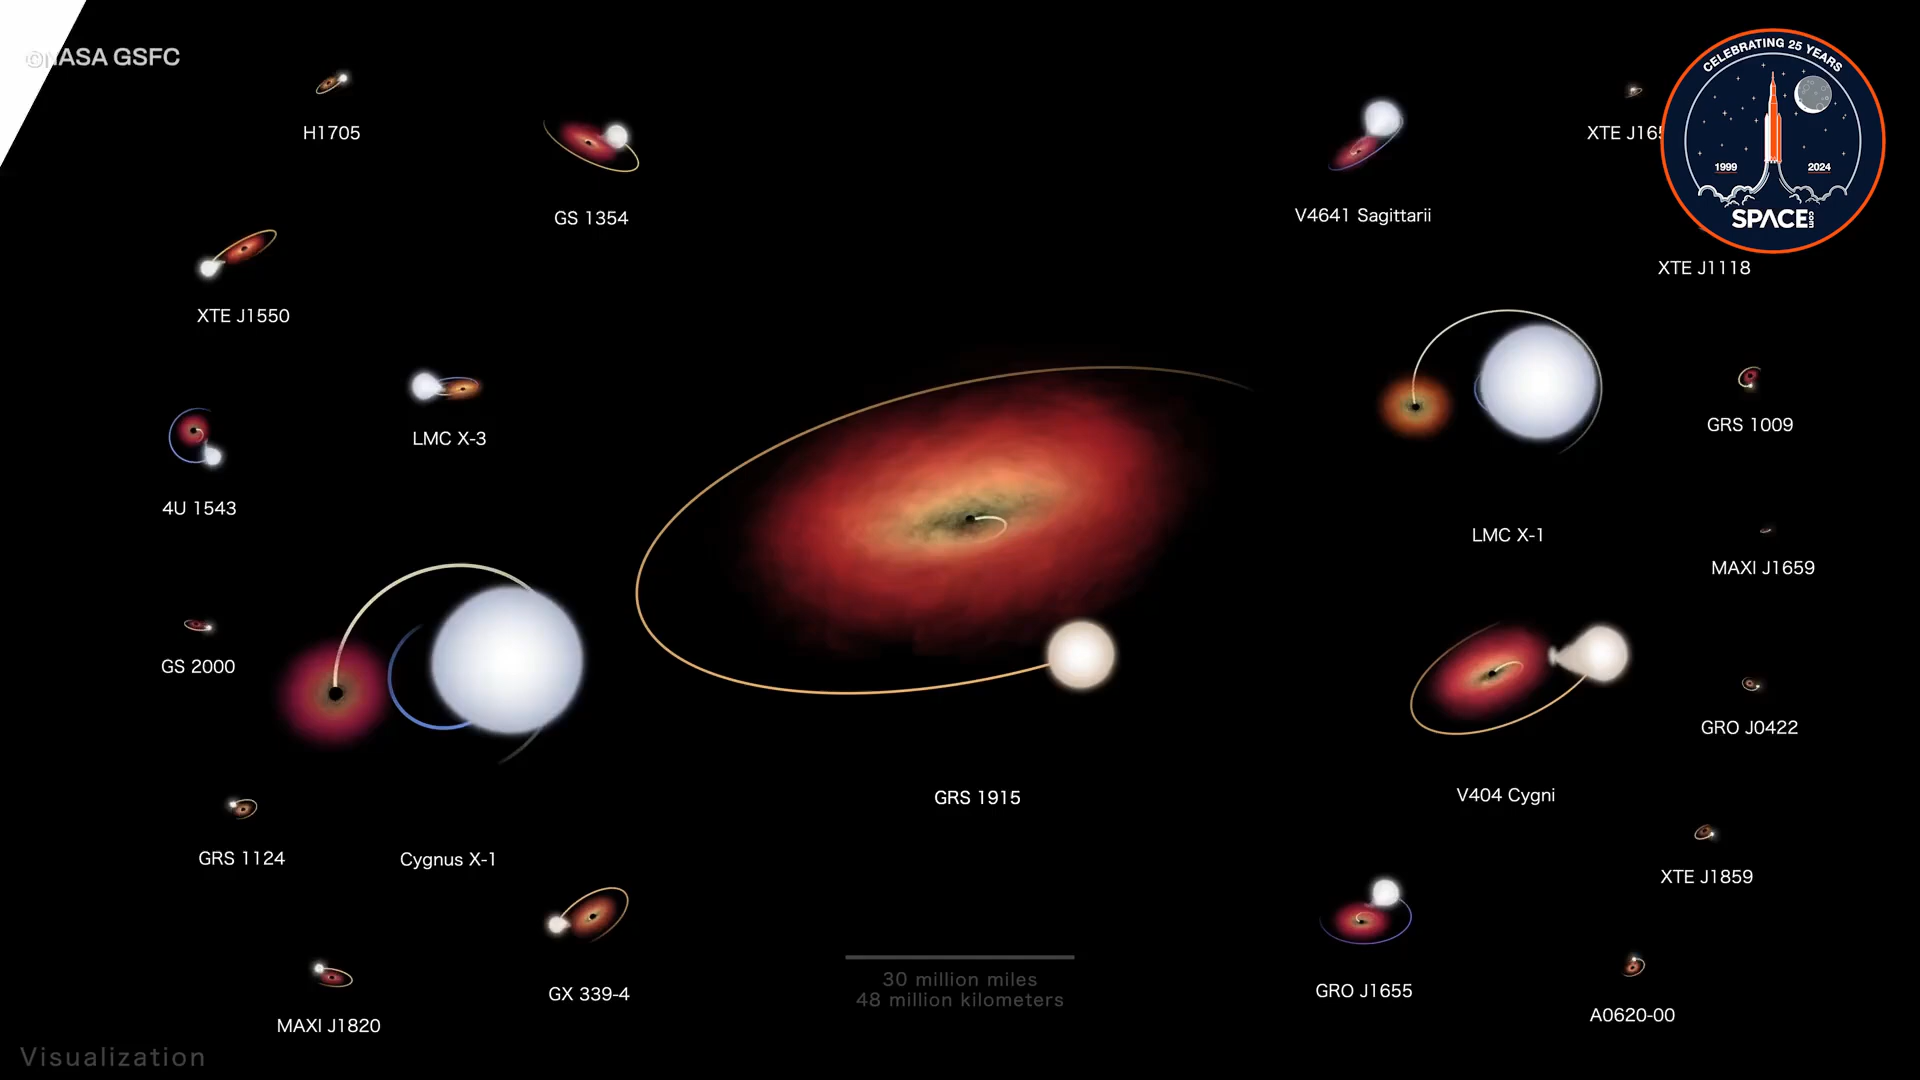 ©NASA GSFC
CELEBRATING 25 YEARS
1999
2024
SPACE.com
H1705
GS 1354
V4641 Sagittarii
XTE J165
XTE J1550
XTE J1118
LMC X-3
GRS 1009
4U 1543
LMC X-1
MAXI J1659
GS 2000
GRO J0422
GRS 1915
V404 Cygni
GRS 1124
Cygnus X-1
XTE J1859
GX 339-4
30 million miles
48 million kilometers
GRO J1655
A0620-00
MAXI J1820
Visualization